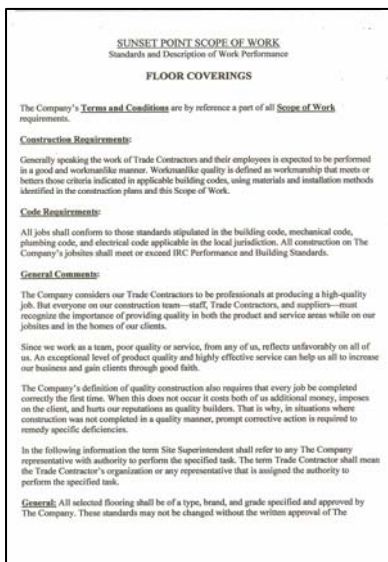 SUNSET POINT SCOPE OF WORK
Standards and Description of Work Performance
FLOOR COVERINGS
The Company's Terms and Conditions are by reference a part of all Scope of Work
requirements.
Construction Requirements:
Generally speaking the work of Trade Contractors and their employees is expected to be performed
in a good and workmanlike manner. Workmanlike quality is defined as workmanship that meets or
betters those criteria indicated in applicable building codes, using materials and installation methods
identified in the construction plans and this Scope of Work.
Code Requirements:
All jobs shall conform to those standards stipulated in the building code, mechanical code,
plumbing code, and electrical code applicable in the local jurisdiction. All construction on The
Company's jobsites shall meet or exceed IRC Performance and Building Standards.
General Comments:
The Company considers our Trade Contractors to be professionals at producing a high-quality
job. But everyone on our construction team—staff, Trade Contractors, and suppliers—must
recognize the importance of providing quality in both the product and service areas while on our
jobsites and in the homes of our clients.
Since we work as a team, poor quality or service, from any of us, reflects unfavorably on all of
us. An exceptional level of product quality and highly effective service can help us all to increase
our business and gain clients through good faith.
The Company's definition of quality construction also requires that every job be completed
correctly the first time. When this does not occur it costs both of us additional money, imposes
on the client, and hurts our reputations as quality builders. That is why, in situations where
construction was not completed in a quality manner, prompt corrective action is required to
remedy specific deficiencies.
In the following information the term Site Superintendent shall refer to any The Company
representative with authority to perform the specified task. The term Trade Contractor shall mean
the Trade Contractor's organization or any representative that is assigned the authority to
perform the specified task.
General: All selected flooring shall be of a type, brand, and grade specified and approved by
The Company. These standards may not be changed without the written approval of The